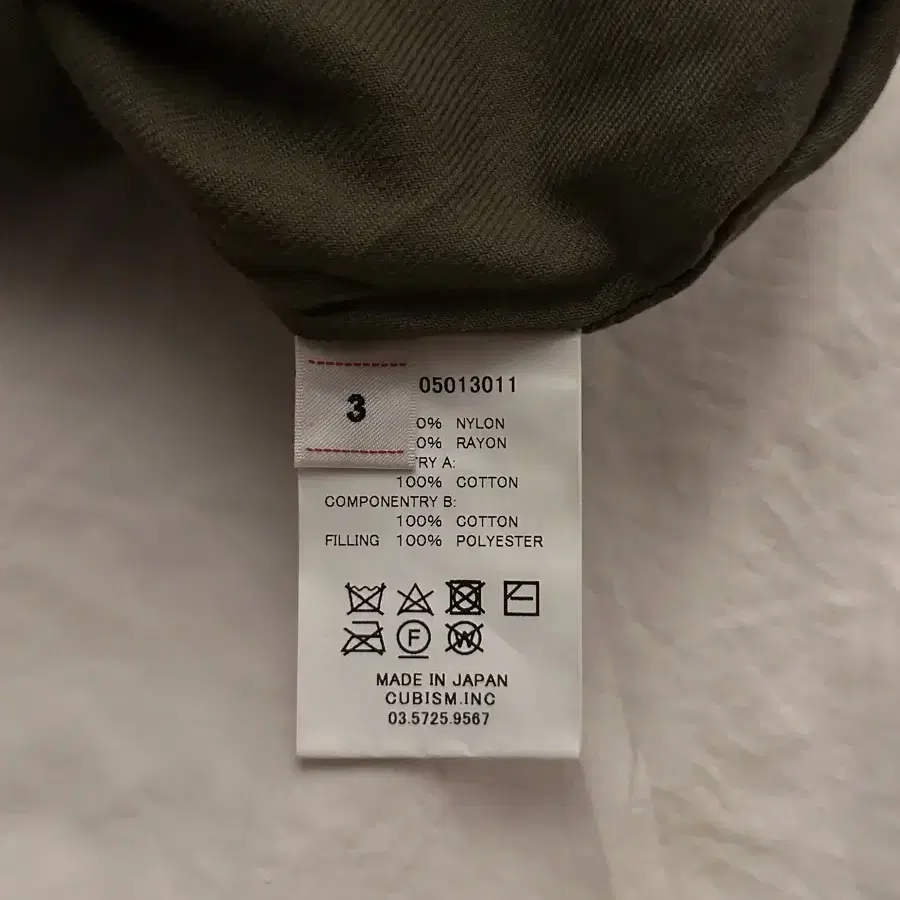 3
05013011
0% NYLON
0% RAYON
RY A:
100% COTTON
COMPONENTRY B:
100% COTTON
FILLING 100% POLYESTER
F
W
MADE IN JAPAN
CUBISM.INC
03.5725.9567